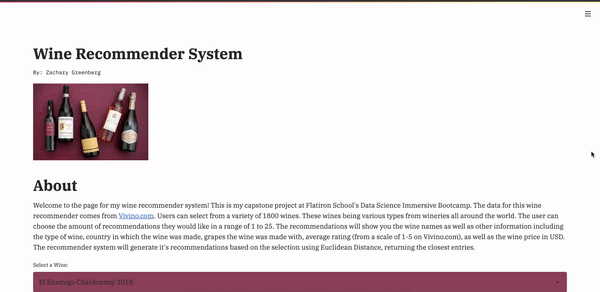 Wine Recommender System
By: Zachary Greenberg
About
Welcome to the page for my wine recommender system! This is my capstone project at Flatiron School's Data Science Immersive Bootcamp. The data for this wine
recommender comes from Vivino.com. Users can select from a variety of 1800 wines. These wines being various types from wineries all around the world. The user can
choose the amount of recommendations they would like in a range of 1 to 25. The recommendations will show you the wine names as well as other information including
the type of wine, country in which the wine was made, grapes the wine was made with, average rating (from a scale of 1-5 on Vivino.com), as well as the wine price in USD.
The recommender system will generate it's recommendations based on the selection using Euclidean Distance, returning the closest entries.
Select a Wine:
El Enemigo Chardonnay 2018